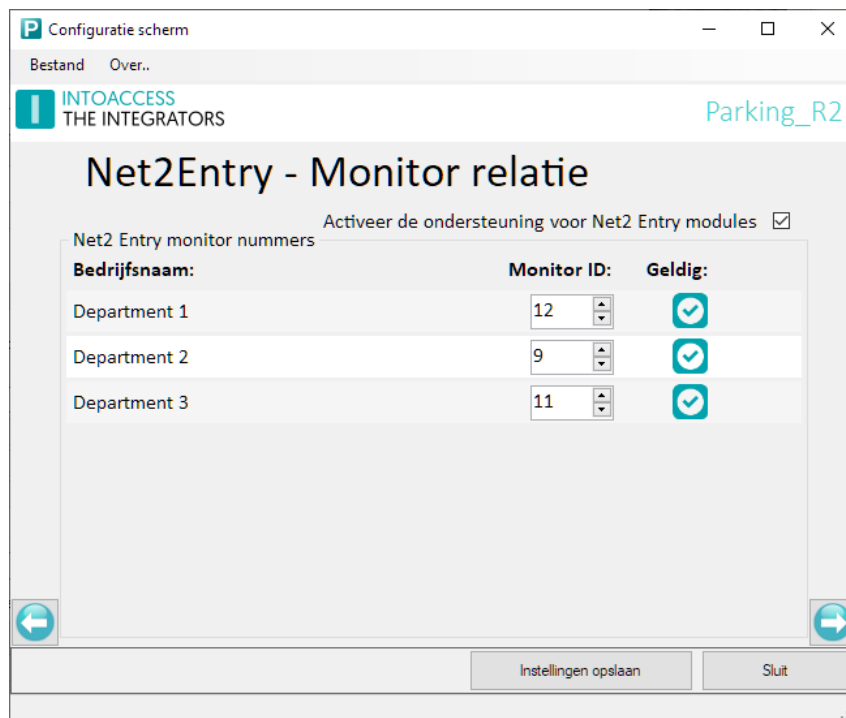 Configuratie scherm
Bestand Over..
INTOACCESS
THE INTEGRATORS
Parking_R2
Net2Entry - Monitor relatie
Activeer de ondersteuning voor Net2 Entry modules
Net2 Entry monitor nummers
Bedrijfsnaam: Monitor ID: Geldig:
Department 1 12
Department 2 9
Department 3 11
Instellingen opslaan Sluit